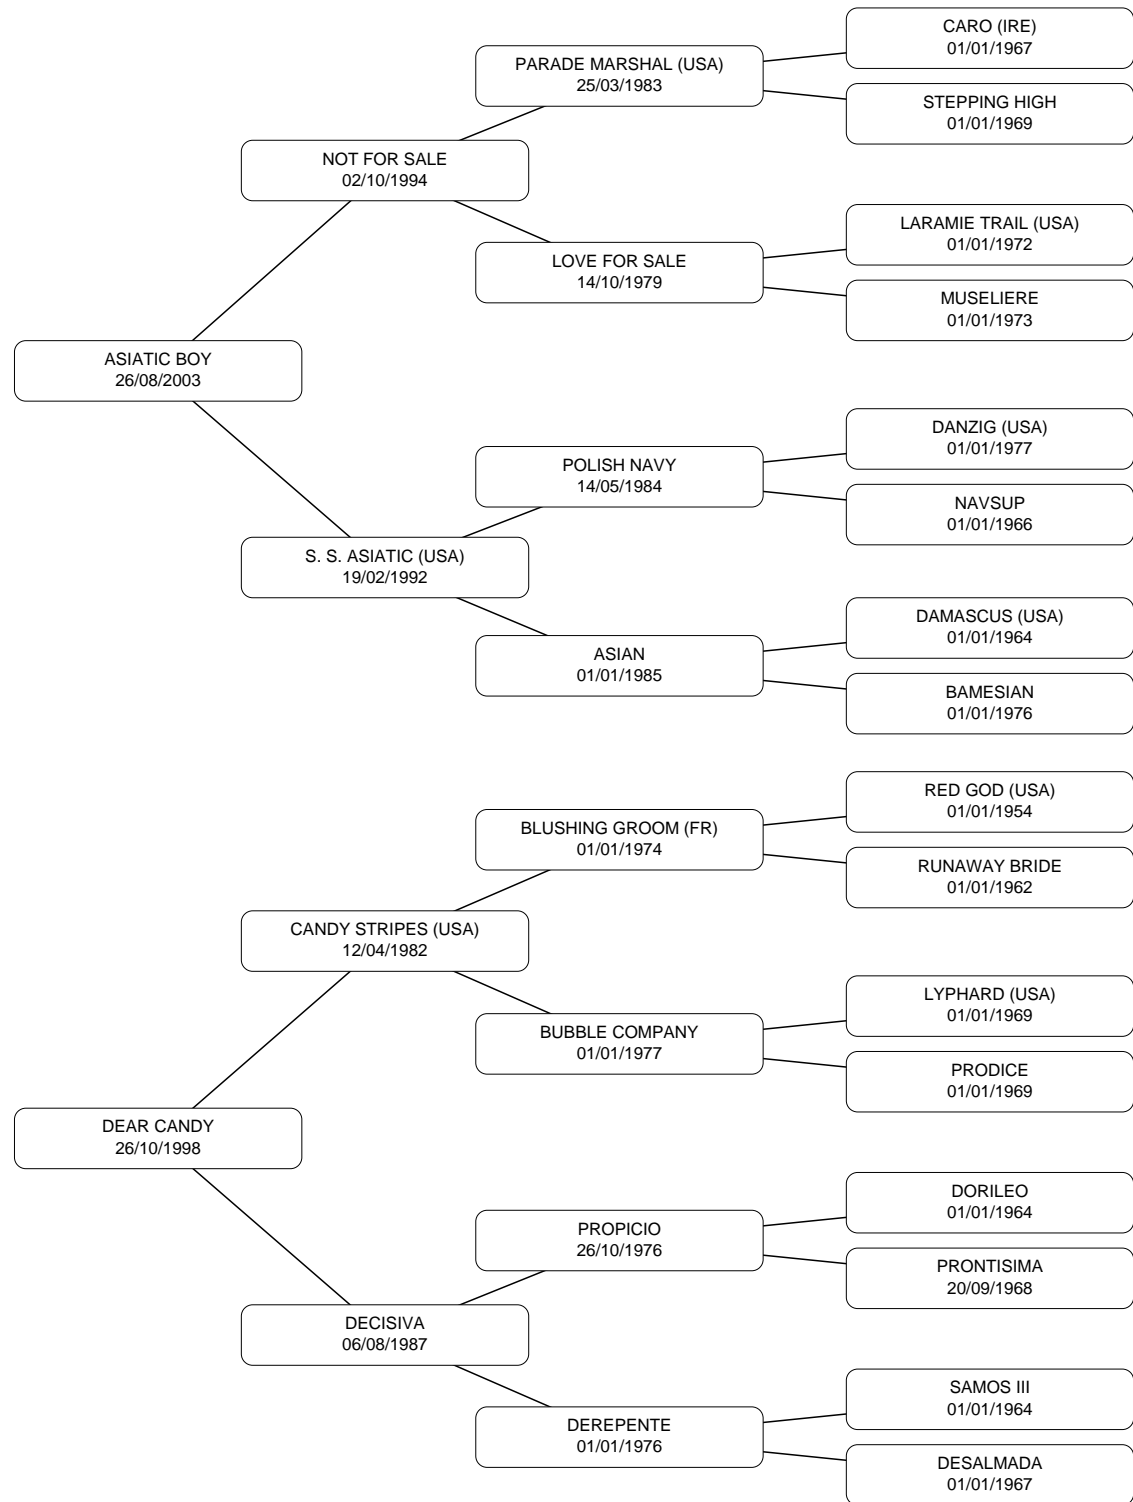 CARO (IRE)
01/01/1967
PARADE MARSHAL (USA)
25/03/1983
STEPPING HIGH
01/01/1969
NOT FOR SALE
02/10/1994
LARAMIE TRAIL (USA)
01/01/1972
LOVE FOR SALE
14/10/1979
MUSELIERE
01/01/1973
ASIATIC BOY
26/08/2003
DANZIG (USA)
01/01/1977
POLISH NAVY
14/05/1984
NAVSUP
01/01/1966
S. S. ASIATIC (USA)
19/02/1992
DAMASCUS (USA)
01/01/1964
ASIAN
01/01/1985
BAMESIAN
01/01/1976
RED GOD (USA)
01/01/1954
BLUSHING GROOM (FR)
01/01/1974
RUNAWAY BRIDE
01/01/1962
CANDY STRIPES (USA)
12/04/1982
LYPHARD (USA)
01/01/1969
BUBBLE COMPANY
01/01/1977
PRODICE
01/01/1969
DEAR CANDY
26/10/1998
DORILEO
01/01/1964
PROPICIO
26/10/1976
PRONTISIMA
20/09/1968
DECISIVA
06/08/1987
SAMOS III
01/01/1964
DEREPENTE
01/01/1976
DESALMADA
01/01/1967